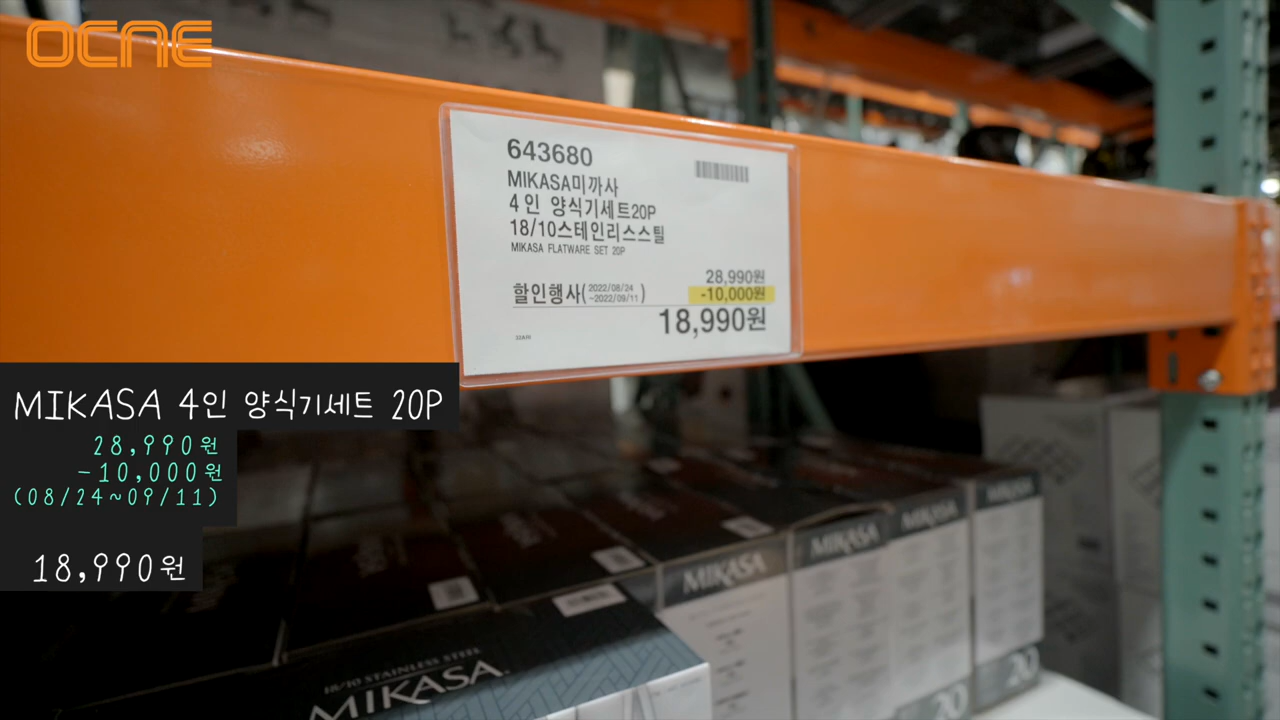 OCNE
643680
MIKASA미까사
4인 양식기세트20P
18/10스테인리스스틸
MIKASA FLATWARE SET 20P
28,990원
할인행사(2022/08/24 ~2022/09/11)
-10,000원
18,990원
MIKASA 4인 양식기세트 20P
28,990원
-10,000원
(08/24~09/11)
18,990원
MIKASA
MIKASA
MIKASA
MIKASA
18/10 STAINLESS STEEL
MIKASA
20
20